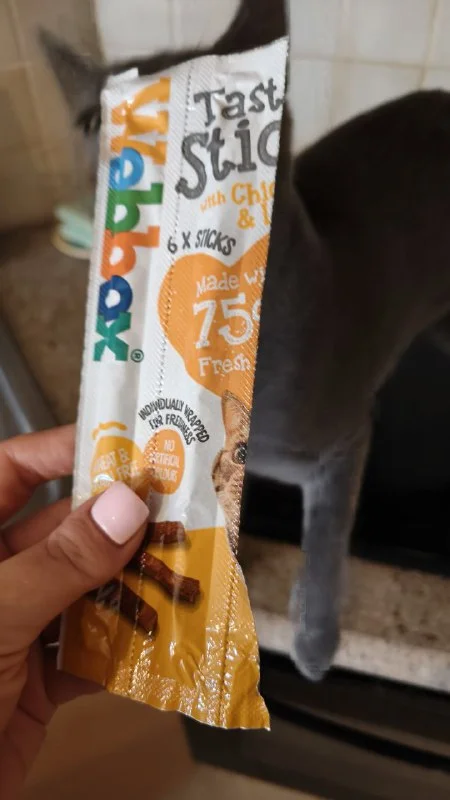 Webbox®
Tast
Stic
with Chic
& L
6 X STICKS
Made wi
75%
Fresh
INDIVIDUALLY WRAPPED
FOR FRESHNESS
NO
ARTIFICIAL